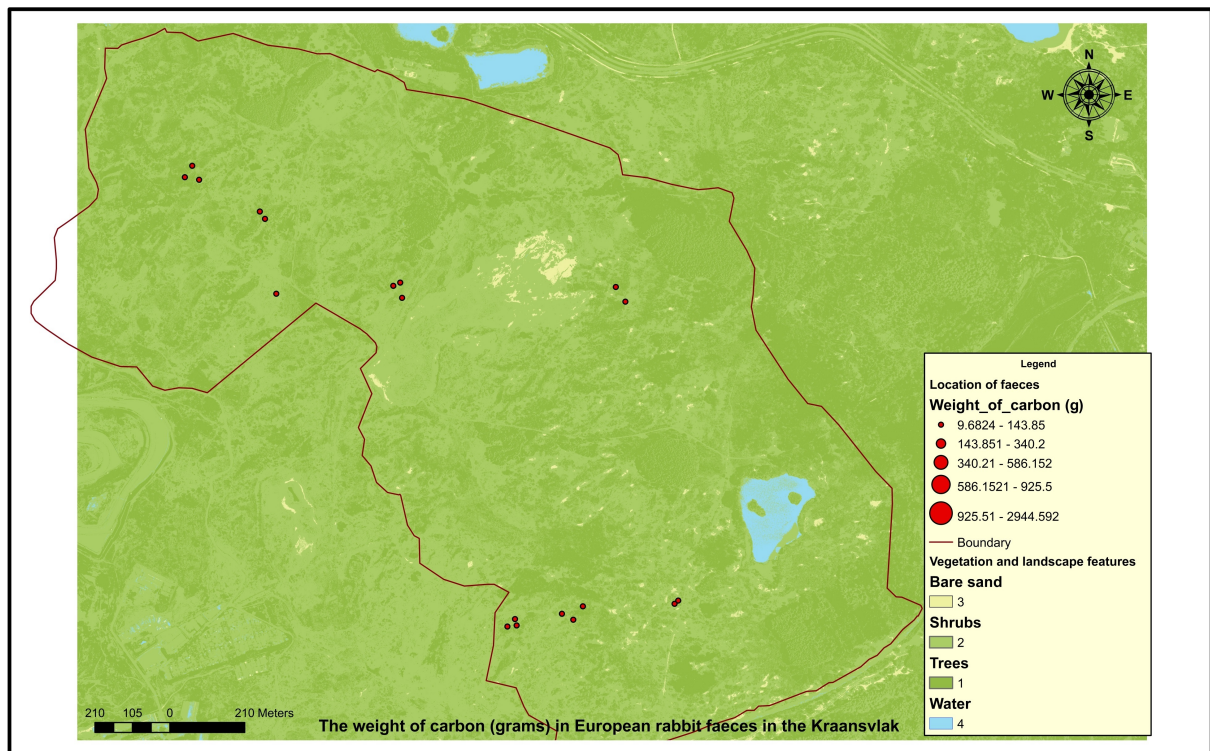 N
W E
S
Legend
Location of faeces
Weight_of_carbon (g)
9.6824 - 143.85
143.851 - 340.2
340.21 - 586.152
586.1521 - 925.5
925.51 - 2944.592
Boundary
Vegetation and landscape features
Bare sand
3
Shrubs
2
Trees
1
Water
4
210 105 0 210 Meters
The weight of carbon (grams) in European rabbit faeces in the Kraansvlak